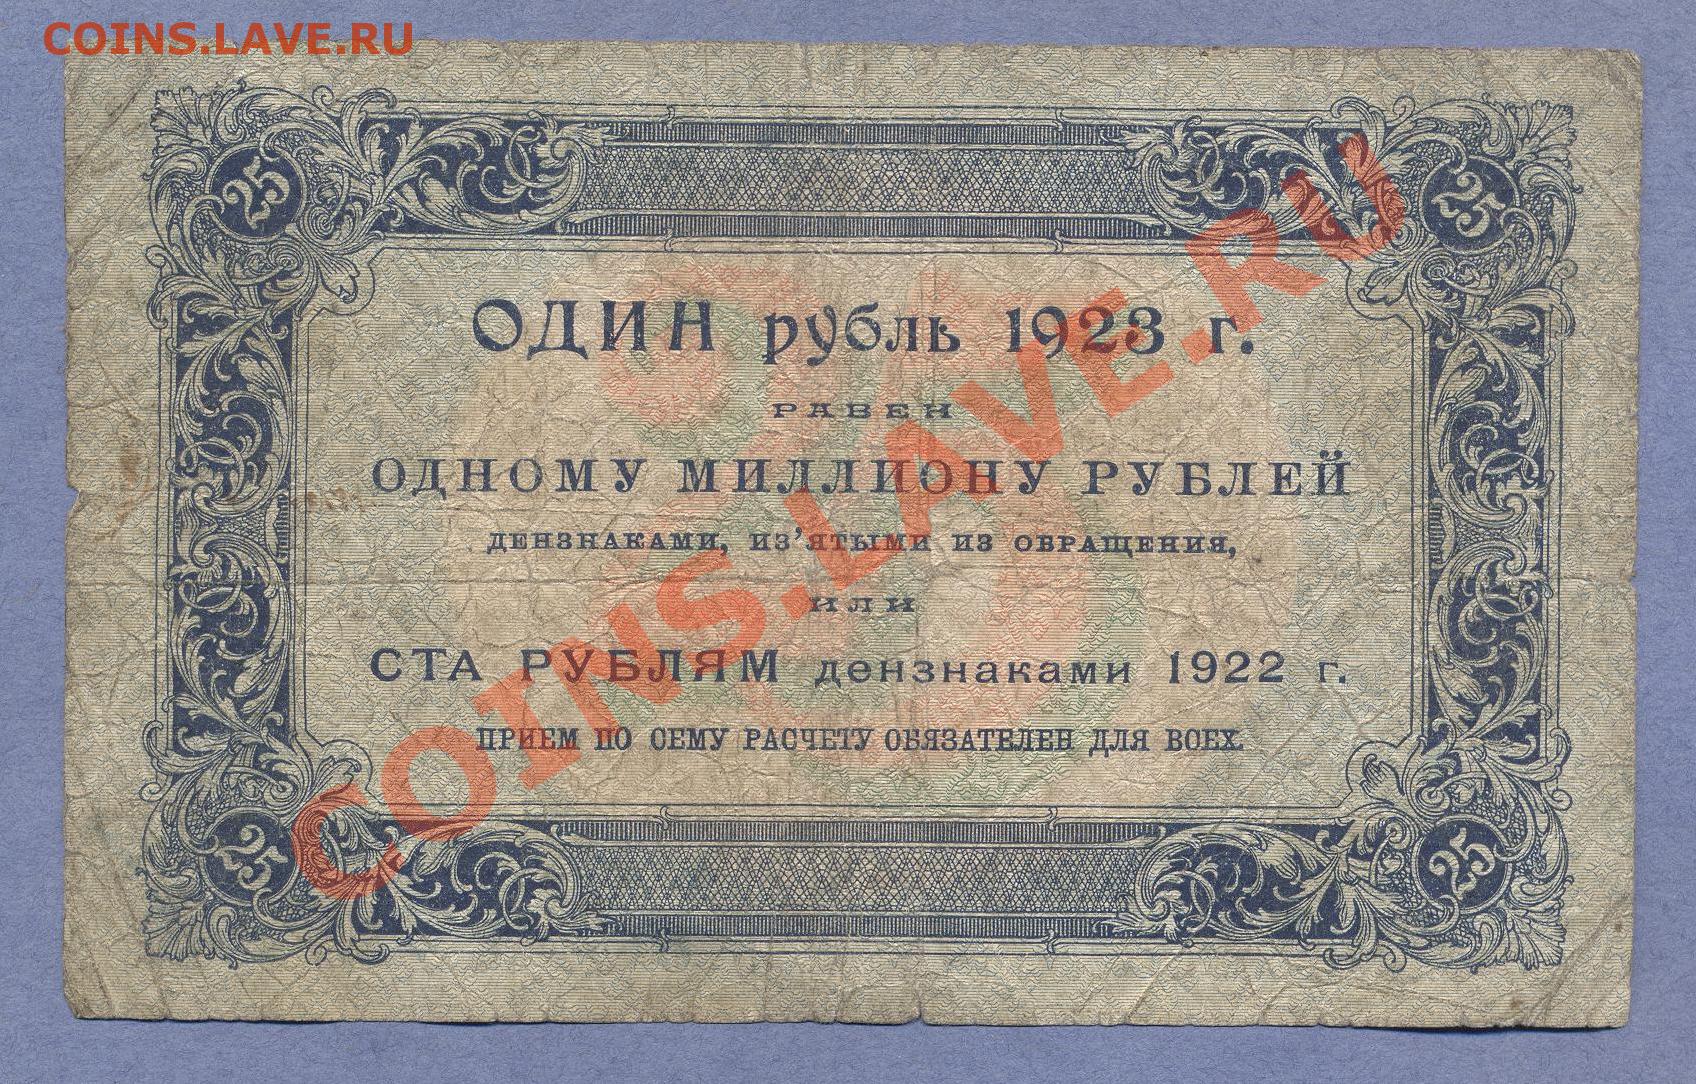 COINS.LAVE.RU
25 25
ОДИН рубль 1923 г.
РАВЕН
ОДНОМУ МИЛЛИОНУ РУБЛЕЙ
ДЕНЗНАКАМИ, ИЗ'ЯТЫМИ ИЗ ОБРАЩЕНИЯ,
ИЛИ
СТА РУБЛЯМ дензнаками 1922 г.
ПРИЕМ ПО СЕМУ РАСЧЕТУ ОБЯЗАТЕЛЕН ДЛЯ ВСЕХ.
25 25
25
COINS.LAVE.RU